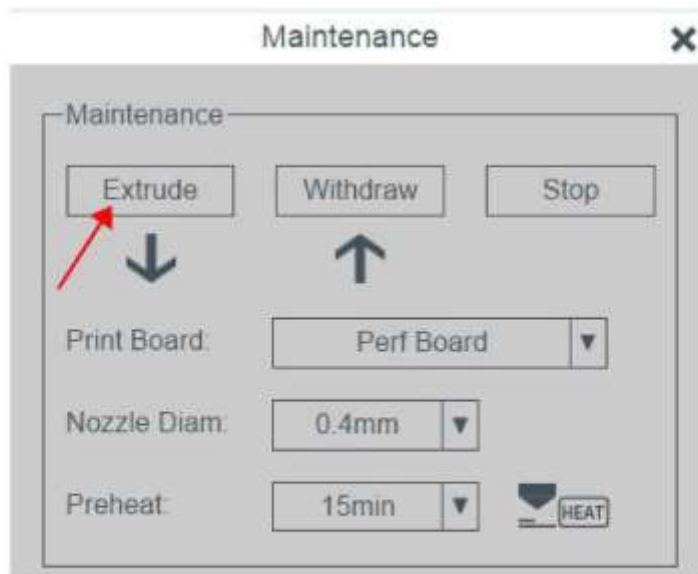 Maintenance
Maintenance
Extrude Withdraw Stop
Print Board: Perf Board
Nozzle Diam: 0.4mm
Preheat: 15min HEAT